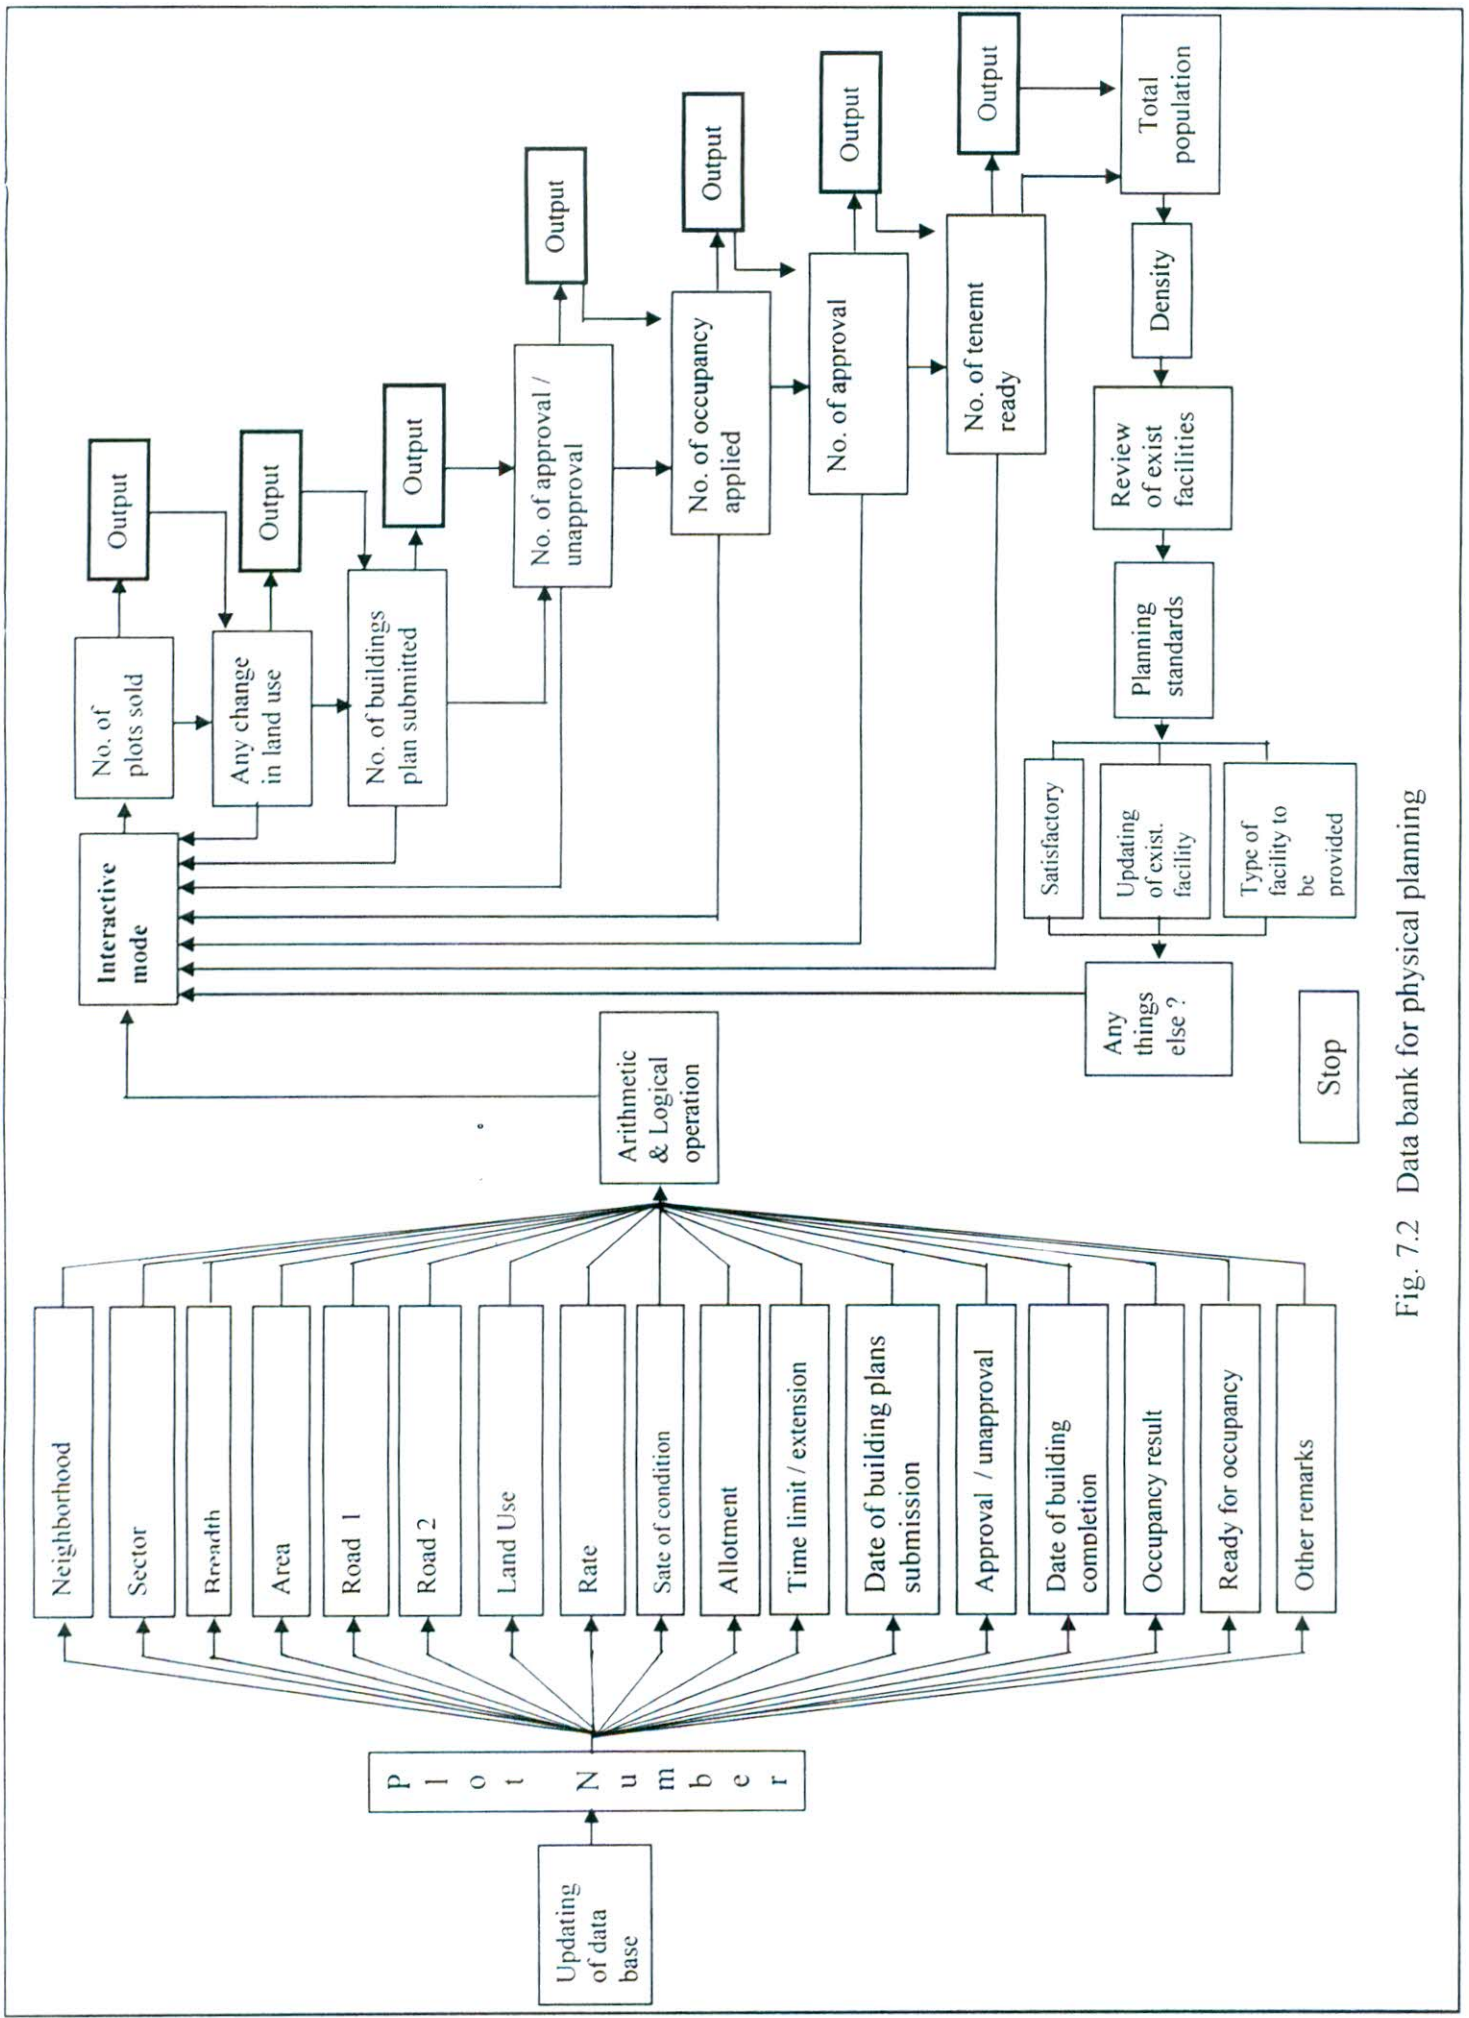 Updating
of data
base
Plot Number
Neighborhood
Sector
Breadth
Area
Road 1
Road 2
Land Use
Rate
Sate of condition
Allotment
Time limit / extension
Date of building plans
submission
Approval / unapproval
Date of building
completion
Occupancy result
Ready for occupancy
Other remarks
Arithmetic
& Logical
operation
Interactive
mode
No. of
plots sold
Output
Any change
in land use
Output
No. of buildings
plan submitted
Output
No. of approval /
unapproval
Output
No. of occupancy
applied
Output
No. of approval
Output
No. of tenemt
ready
Output
Total
population
Density
Review
of exist
facilities
Planning
standards
Satisfactory
Updating
of exist.
facility
Type of
facility to
be
provided
Any
things
else ?
Stop
Fig. 7.2 Data bank for physical planning